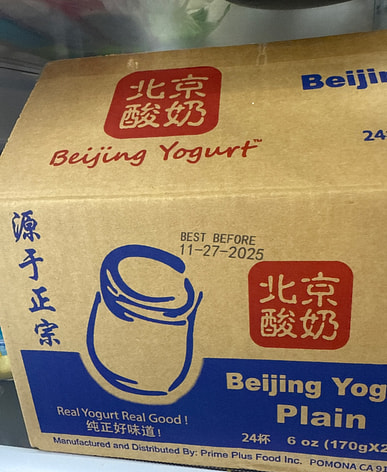 北京
酸奶
Beijing Yogurt™
24
源于正宗
BEST BEFORE
11-27-2025
北京
酸奶
Beijing
Plain
24杯 6 oz (170g
Real Yogurt Real Good !
纯正好味道！
Manufactured and Distributed By: Prime Plus Food Inc. POMONA CA